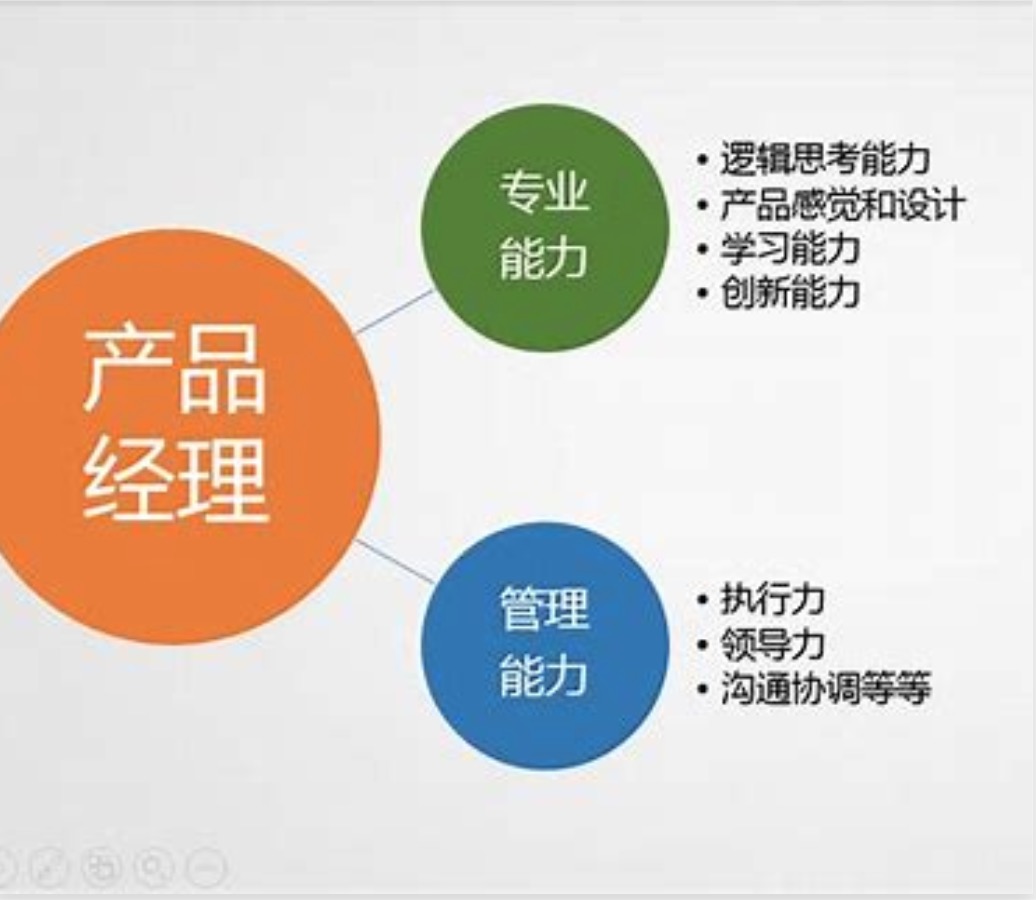 产品
经理
专业
能力
• 逻辑思考能力
• 产品感觉和设计
• 学习能力
• 创新能力
管理
能力
• 执行力
• 领导力
• 沟通协调等等